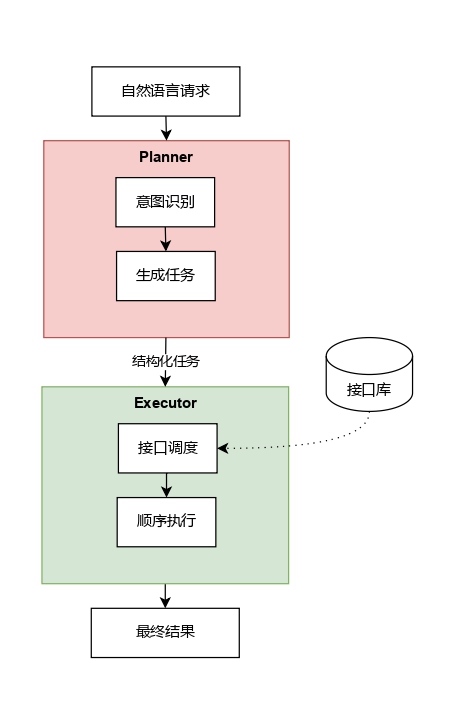 自然语言请求
Planner
意图识别
生成任务
结构化任务
Executor
接口库
接口调度
顺序执行
最终结果